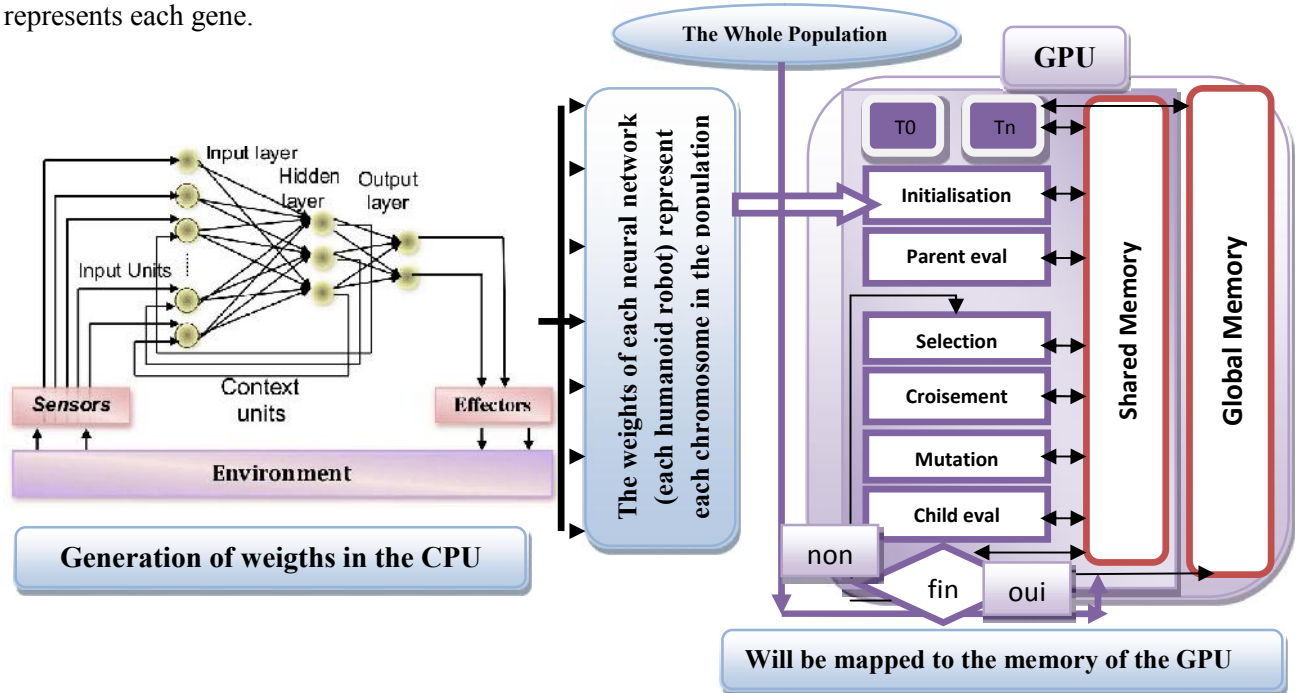 represents each gene.
The Whole Population
GPU
T0
Tn
Input layer
Hidden
layer
Output
layer
Input Units
Context
units
Sensors
Effectors
Environment
Generation of weigths in the CPU
The weights of each neural network
(each humanoid robot) represent
each chromosome in the population
Initialisation
Parent eval
Selection
Croisement
Mutation
Child eval
non
fin
oui
Shared Memory
Global Memory
Will be mapped to the memory of the GPU